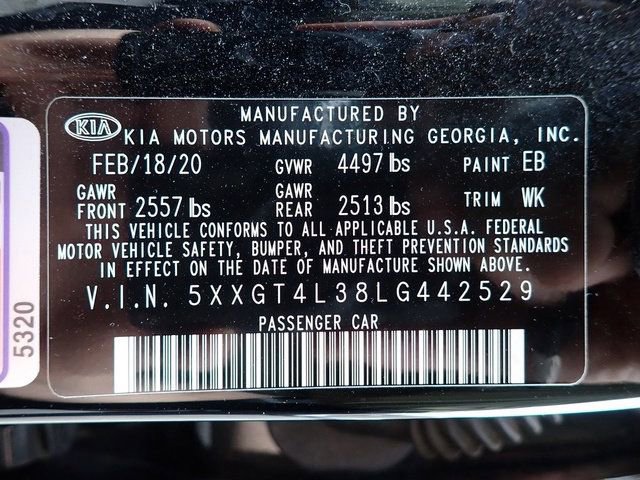 MANUFACTURED BY
KIA KIA MOTORS MANUFACTURING GEORGIA, INC.
FEB/18/20 GVWR 4497 lbs PAINT EB
GAWR FRONT 2557 lbs GAWR REAR 2513 lbs TRIM WK
THIS VEHICLE CONFORMS TO ALL APPLICABLE U.S.A. FEDERAL
MOTOR VEHICLE SAFETY, BUMPER, AND THEFT PREVENTION STANDARDS
IN EFFECT ON THE DATE OF MANUFACTURE SHOWN ABOVE.
V.I.N. 5XXGT4L38LG442529
PASSENGER CAR
5320